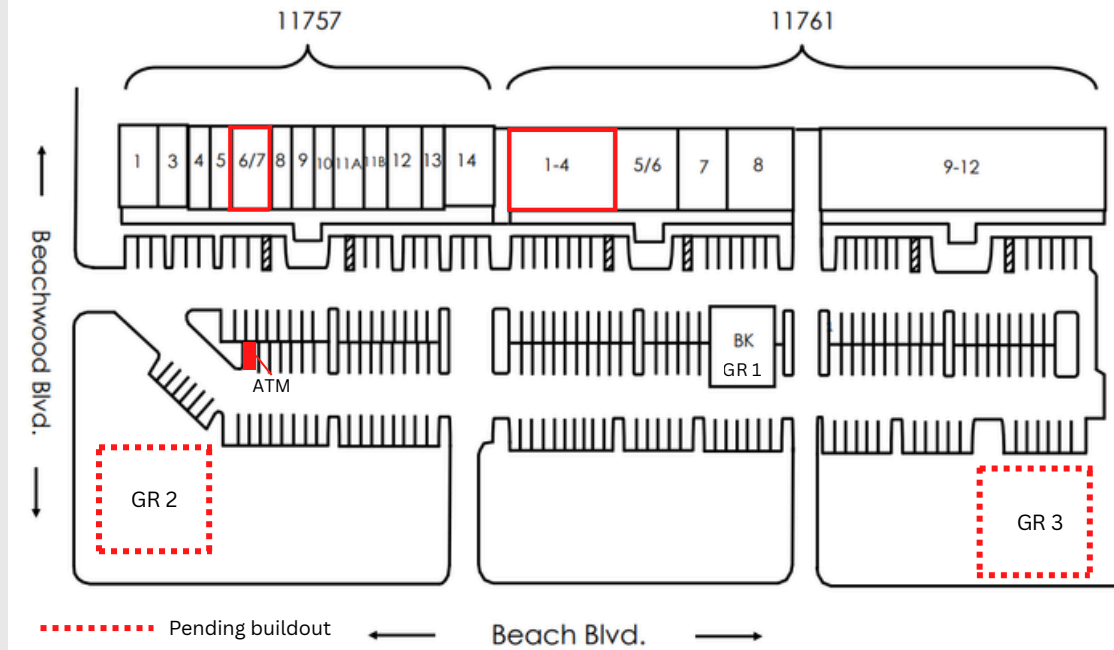 11757
11761
1
3
4
5
6/7
8
9
10
11A
11B
12
13
14
1-4
5/6
7
8
9-12
Beachwood Blvd.
BK
GR 1
ATM
GR 2
GR 3
Pending buildout
Beach Blvd.